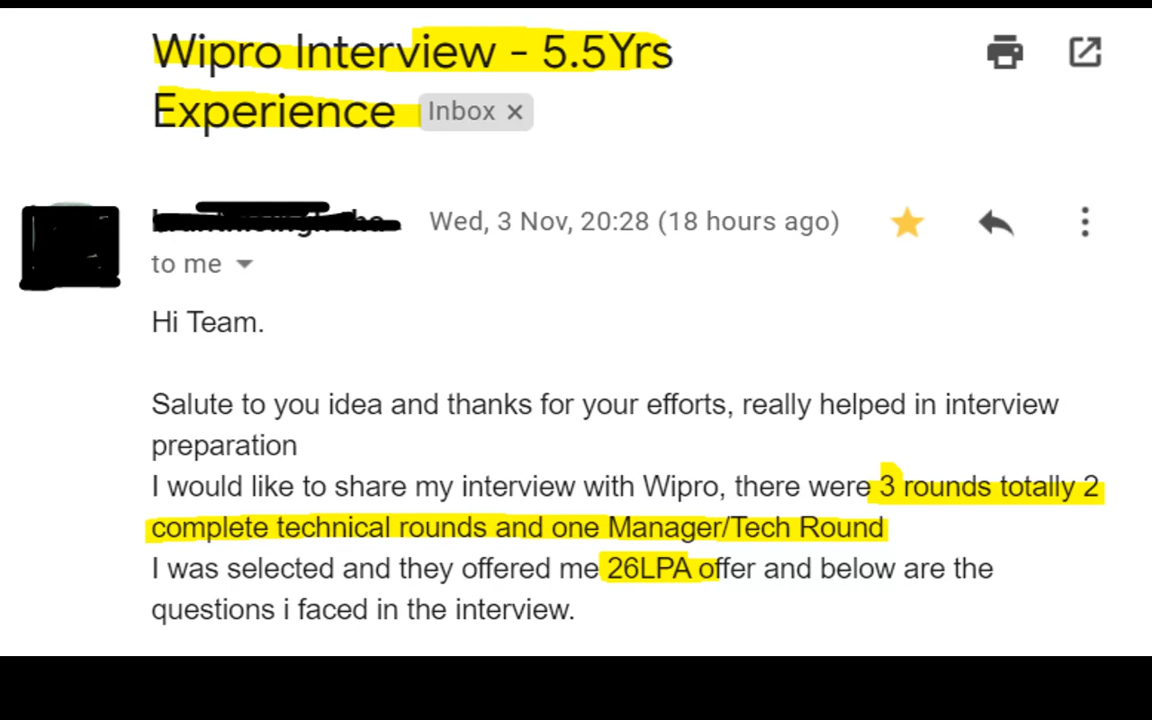 Wipro Interview - 5.5Yrs
Experience Inbox ×
Wed, 3 Nov, 20:28 (18 hours ago)
to me
Hi Team.
Salute to you idea and thanks for your efforts, really helped in interview
preparation
I would like to share my interview with Wipro, there were 3 rounds totally 2
complete technical rounds and one Manager/Tech Round
I was selected and they offered me 26LPA offer and below are the
questions i faced in the interview.